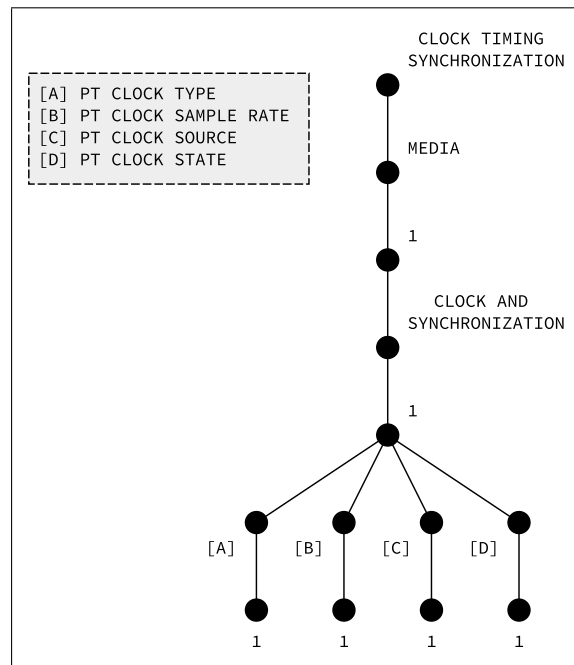 CLOCK TIMING
SYNCHRONIZATION
[A] PT CLOCK TYPE
[B] PT CLOCK SAMPLE RATE
[C] PT CLOCK SOURCE
[D] PT CLOCK STATE
MEDIA
1
CLOCK AND
SYNCHRONIZATION
1
[A] [B] [C] [D]
1 1 1 1